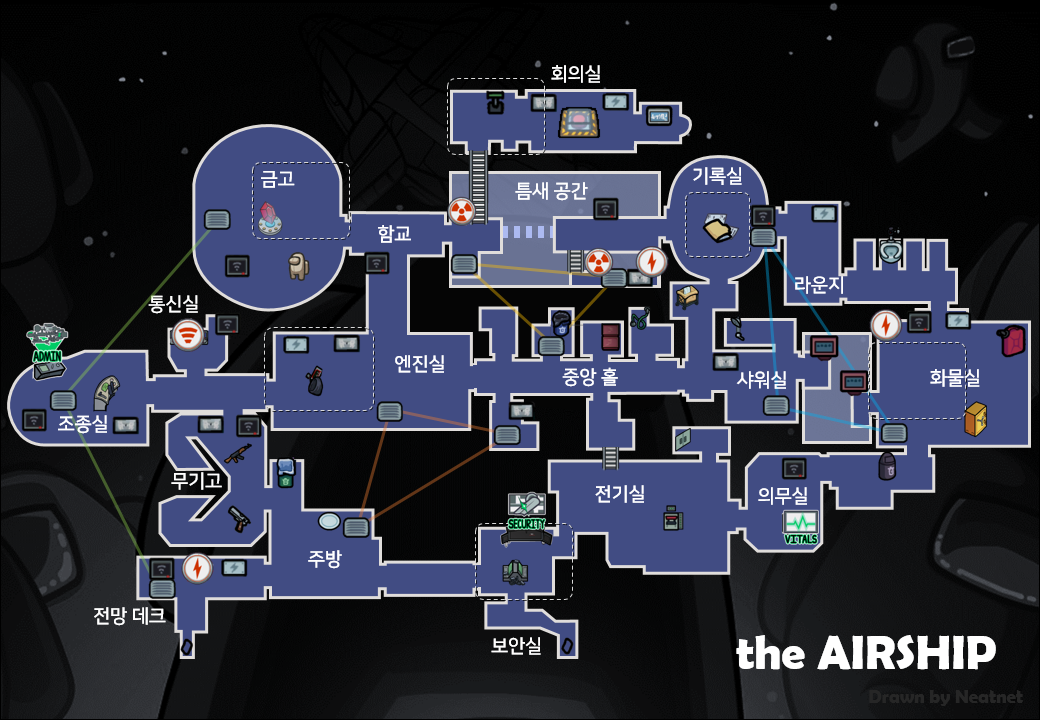 회의실
금고
틈새 공간
기록실
함교
라운지
통신실
ADMIN
엔진실
중앙 홀
샤워실
화물실
조종실
무기고
전기실
의무실
SECURITY
VITALS
주방
전망 데크
보안실
the AIRSHIP
Drawn by Neatnet